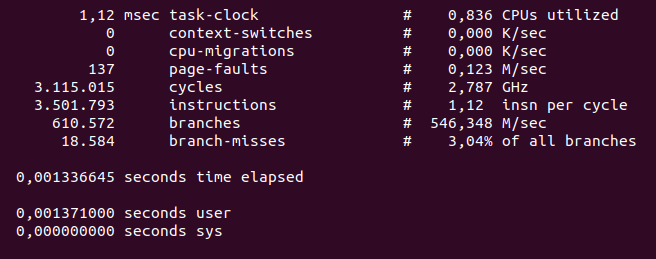 1,12 msec task-clock # 0,836 CPUs utilized
0 context-switches # 0,000 K/sec
0 cpu-migrations # 0,000 K/sec
137 page-faults # 0,123 M/sec
3.115.015 cycles # 2,787 GHz
3.501.793 instructions # 1,12 insn per cycle
610.572 branches # 546,348 M/sec
18.584 branch-misses # 3,04% of all branches
0,001336645 seconds time elapsed
0,001371000 seconds user
0,000000000 seconds sys